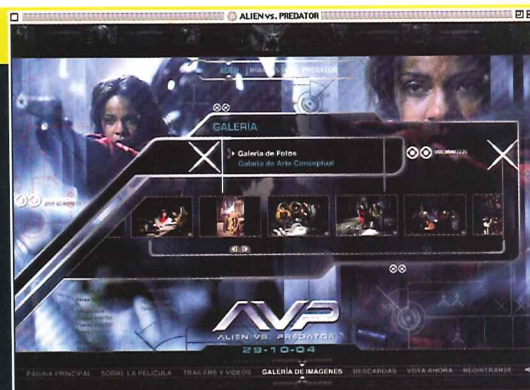 ALIEN vs. PREDATOR
GALERÍA
Galería de Fotos
Galería de Arte Conceptual
AVP
ALIEN VS. PREDATOR
29-10-04
PÁGINA PRINCIPAL SOBRE LA PELÍCULA TRAILERS Y VIDEOS GALERÍA DE IMÁGENES DESCARGAS VOTA AHORA REGISTRARSE